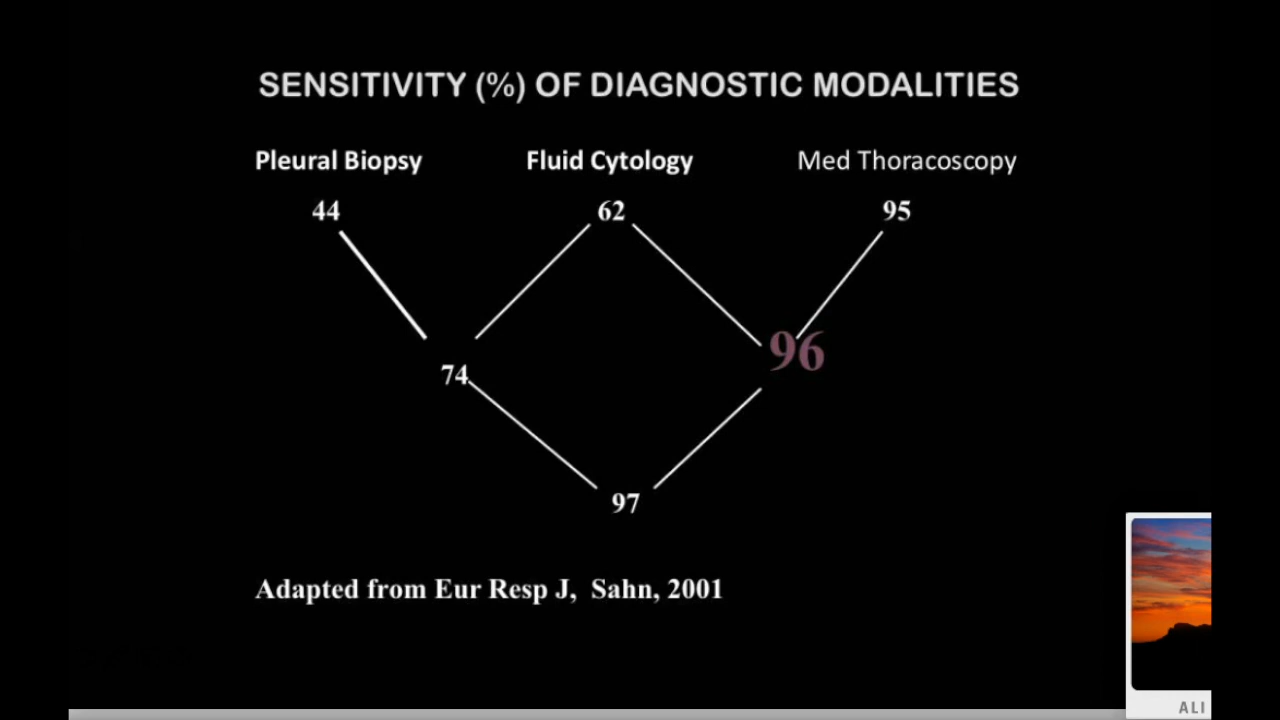 SENSITIVITY (%) OF DIAGNOSTIC MODALITIES
Pleural Biopsy Fluid Cytology Med Thoracoscopy
44 62 95
74 96
97
Adapted from Eur Resp J, Sahn, 2001
ALI